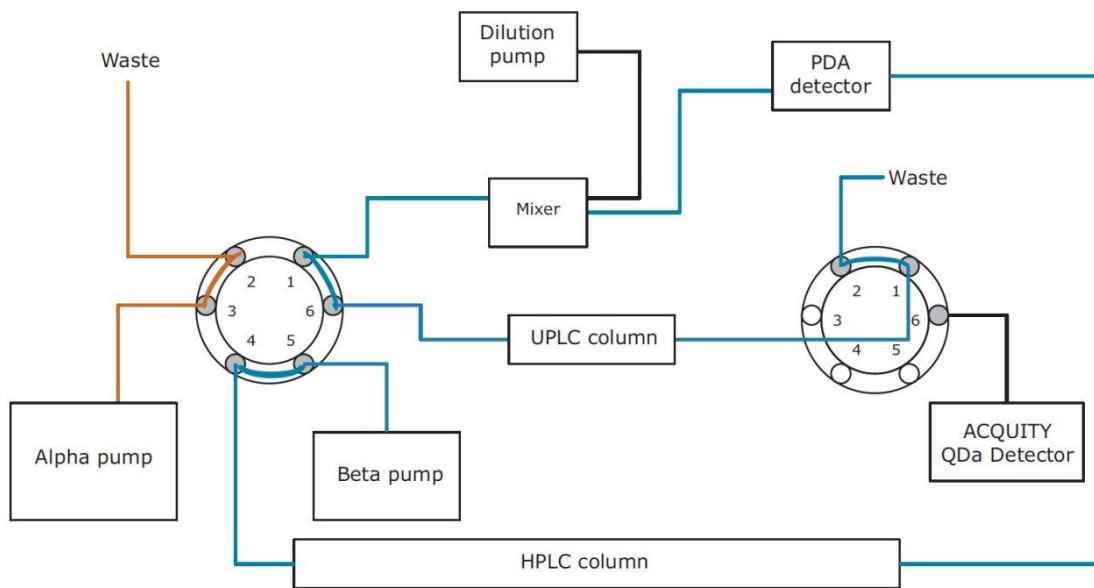 Dilution
pump
PDA
detector
Waste
Waste
Mixer
2 1
3 6
4 5
2 1
3 6
4 5
UPLC column
Alpha pump
Beta pump
ACQUITY
QDa Detector
HPLC column